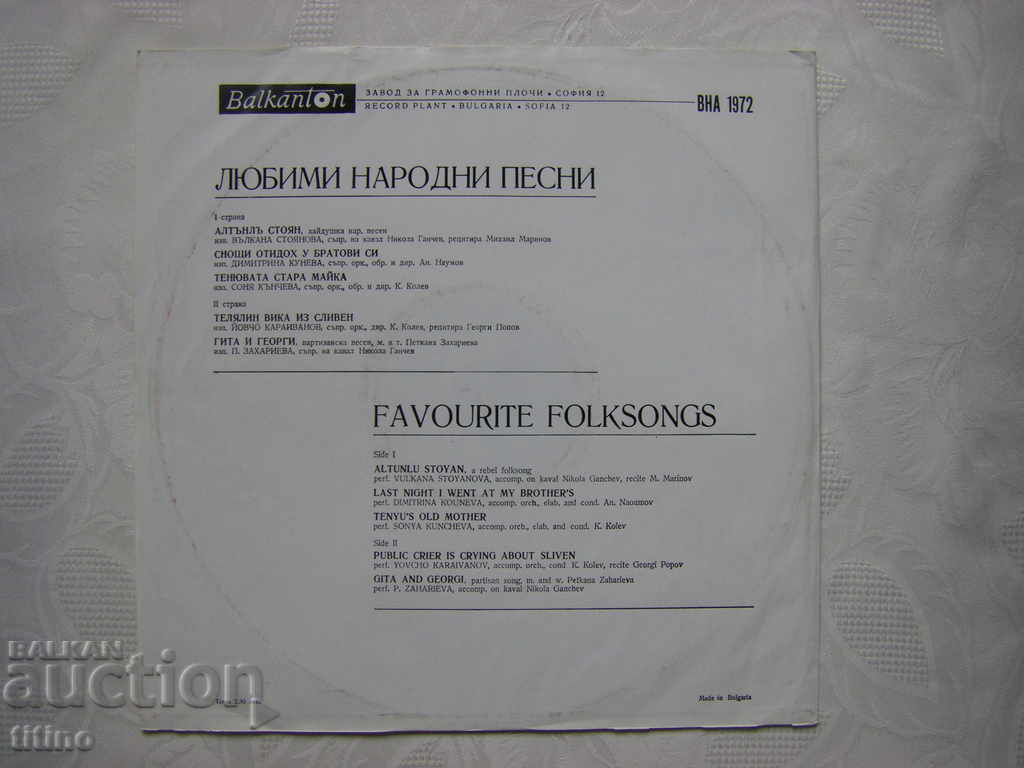 Balkanton
ЗАВОД ЗА ГРАМОФОННИ ПЛОЧИ • СОФИЯ 12
RECORD PLANT • BULGARIA • SOFIA 12
ВНА 1972
ЛЮБИМИ НАРОДНИ ПЕСНИ
I страна
АЛТЪНЛЪ СТОЯН, хайдушка нар. песен
изп. ВЪЛКАНА СТОЯНОВА, съпр. на кавал Никола Ганчев, рецитира Михаил Маринов
СНОЩИ ОТИДОХ У БРАТОВИ СИ
изп. ДИМИТРИНА КУНЕВА, съпр. орк., обр. и дир. Ан. Наумов
ТЕНЮВАТА СТАРА МАЙКА
изп. СОНЯ КЪНЧЕВА, съпр. орк., обр. и дир. К. Колев
II страна
ТЕЛЯЛИН ВИКА ИЗ СЛИВЕН
изп. ЙОВЧО КАРАИВАНОВ, съпр. орк., дир. К. Колев, рецитира Георги Попов
ГИТА И ГЕОРГИ, партизанска песен, м. и т. Петкана Захариева
изп. П. ЗАХАРИЕВА, съпр. на кавал Никола Ганчев
FAVOURITE FOLKSONGS
Side I
ALTUNLU STOYAN, a rebel folksong
perf. VULKANA STOYANOVA, accomp. on kaval Nikola Ganchev, recite M. Marinov
LAST NIGHT I WENT AT MY BROTHER'S
perf. DIMITRINA KOUNEVA, accomp. orch., elab. and cond. An. Naoumov
TENYU'S OLD MOTHER
perf. SONYA KUNCHEVA, accomp. orch., elab. and cond. K. Kolev
Side II
PUBLIC CRIER IS CRYING ABOUT SLIVEN
perf. YOVCHO KARAIVANOV, accomp. orch., cond K. Kolev, recite Georgi Popov
GITA AND GEORGI, partisan song, m. and w. Petkana Zaharieva
perf. P. ZAHARIEVA, accomp. on kaval Nikola Ganchev
Made in Bulgaria
BALKAN
auction
titino